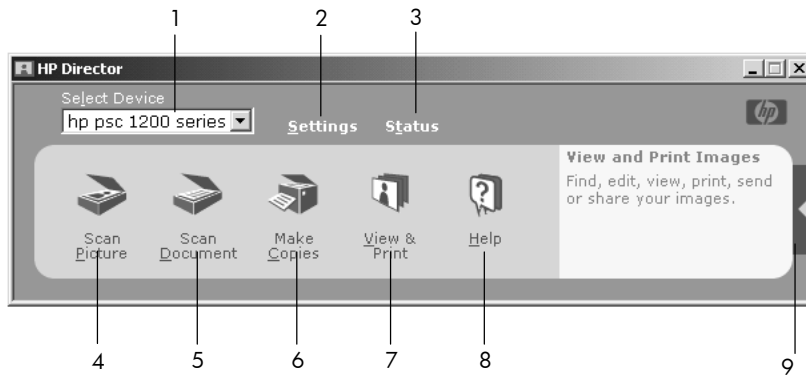 1 2 3
HP Director
Select Device
hp psc 1200 series
Settings Status
hp
View and Print Images
Find, edit, view, print, send
or share your images.
Scan
Picture
Scan
Document
Make
Copies
View &
Print
Help
4 5 6 7 8 9